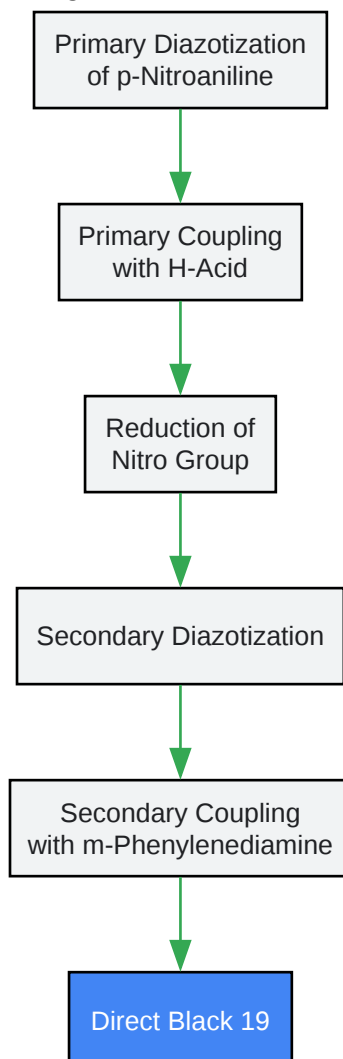 Primary Diazotization
of p-Nitroaniline
Primary Coupling
with H-Acid
Reduction of
Nitro Group
Secondary Diazotization
Secondary Coupling
with m-Phenylenediamine
Direct Black 19